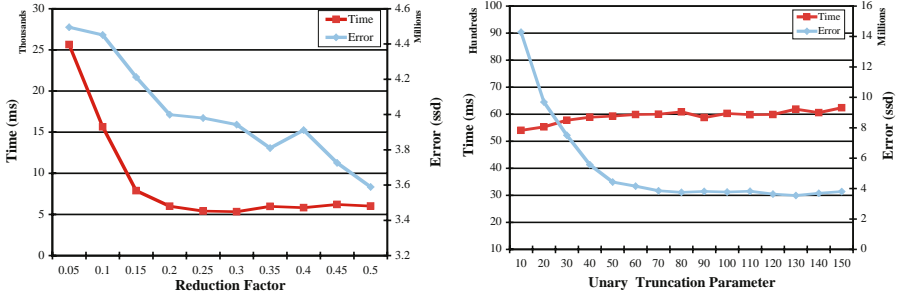 Thousands
Time (ms)
30
25
20
15
10
5
0
Time
Error
4.6
4.4
4.2
4
3.8
3.6
3.4
3.2
Millions
Error (ssd)
0.05 0.1 0.15 0.2 0.25 0.3 0.35 0.4 0.45 0.5
Reduction Factor
Hundreds
Time (ms)
100
90
80
70
60
50
40
30
20
10
Time
Error
16
14
12
10
8
6
4
2
0
Millions
Error (ssd)
10 20 30 40 50 60 70 80 90 100 110 120 130 140 150
Unary Truncation Parameter